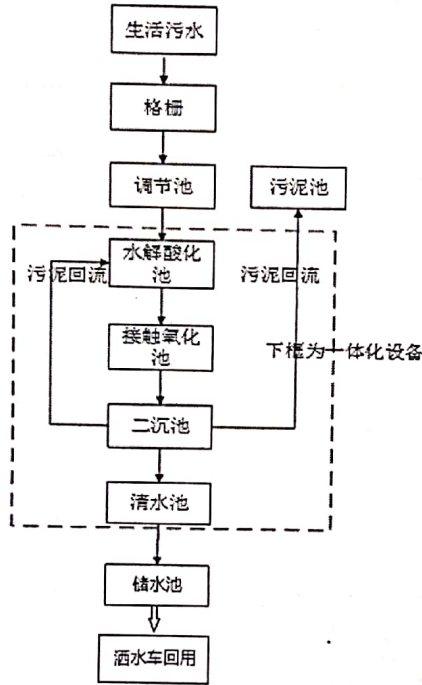 生活污水
格栅
调节池
污泥池
水解酸化
池
污泥回流
污泥回流
接触氧化
池
下框为一体化设备
二沉池
清水池
储水池
洒水车回用